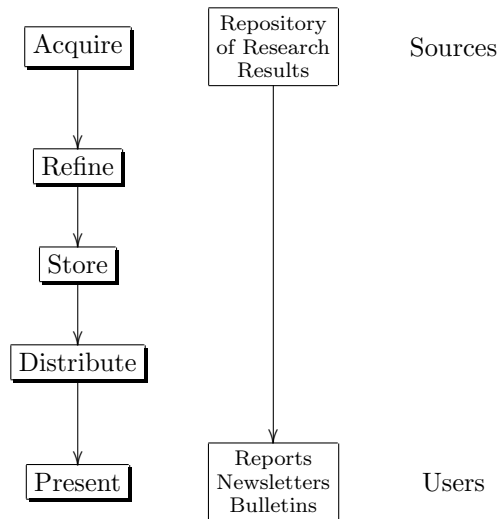 Acquire
Repository
of Research
Results
Sources
Refine
Store
Distribute
Present
Reports
Newsletters
Bulletins
Users